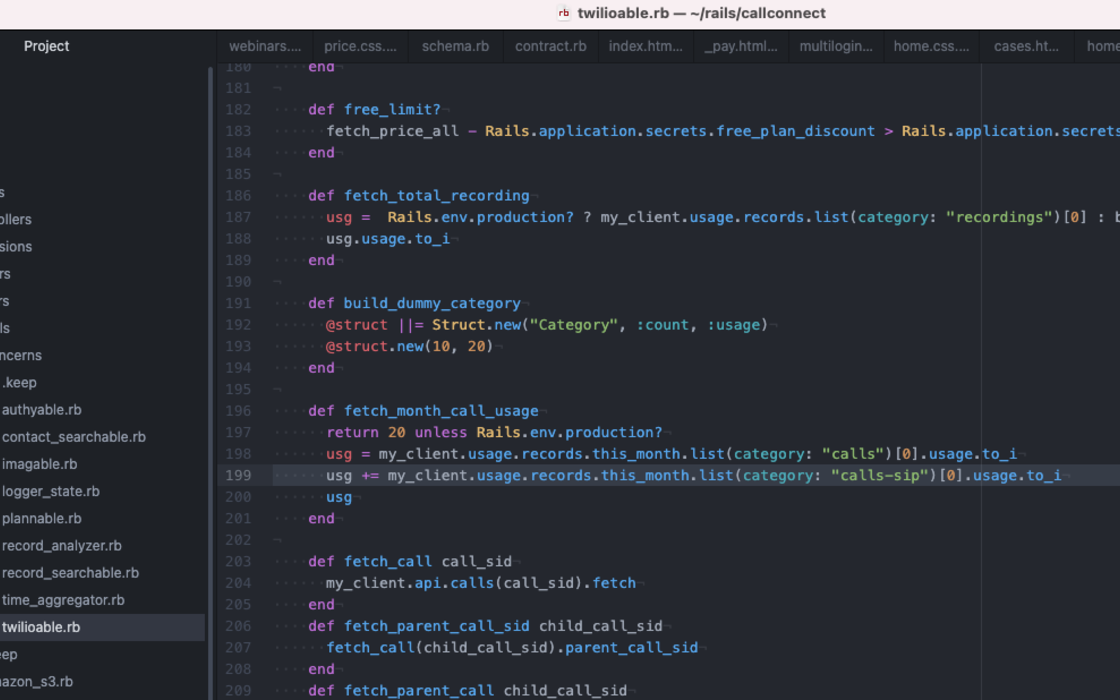 twilioable.rb — ~/rails/callconnect
Project
webinars.... price.css.... schema.rb contract.rb index.htm... _pay.html... multilogin... home.css.... cases.ht... home
180 end
181
182 def free_limit?
183 fetch_price_all - Rails.application.secrets.free_plan_discount > Rails.application.secrets
184 end
185
186 def fetch_total_recording
187 usg =  Rails.env.production? ? my_client.usage.records.list(category: "recordings")[0] : b
188 usg.usage.to_i
189 end
190
191 def build_dummy_category
192 @struct ||= Struct.new("Category", :count, :usage)
193 @struct.new(10, 20)
194 end
195
196 def fetch_month_call_usage
197 return 20 unless Rails.env.production?
198 usg = my_client.usage.records.this_month.list(category: "calls")[0].usage.to_i
199 usg += my_client.usage.records.this_month.list(category: "calls-sip")[0].usage.to_i
200 usg
201 end
202
203 def fetch_call call_sid
204 my_client.api.calls(call_sid).fetch
205 end
206 def fetch_parent_call_sid child_call_sid
207 fetch_call(child_call_sid).parent_call_sid
208 end
209 def fetch_parent_call child_call_sid
s
ollers
sions
rs
rs
ls
ncerns
.keep
authyable.rb
contact_searchable.rb
imagable.rb
logger_state.rb
plannable.rb
record_analyzer.rb
record_searchable.rb
time_aggregator.rb
twilioable.rb
eep
azon_s3.rb